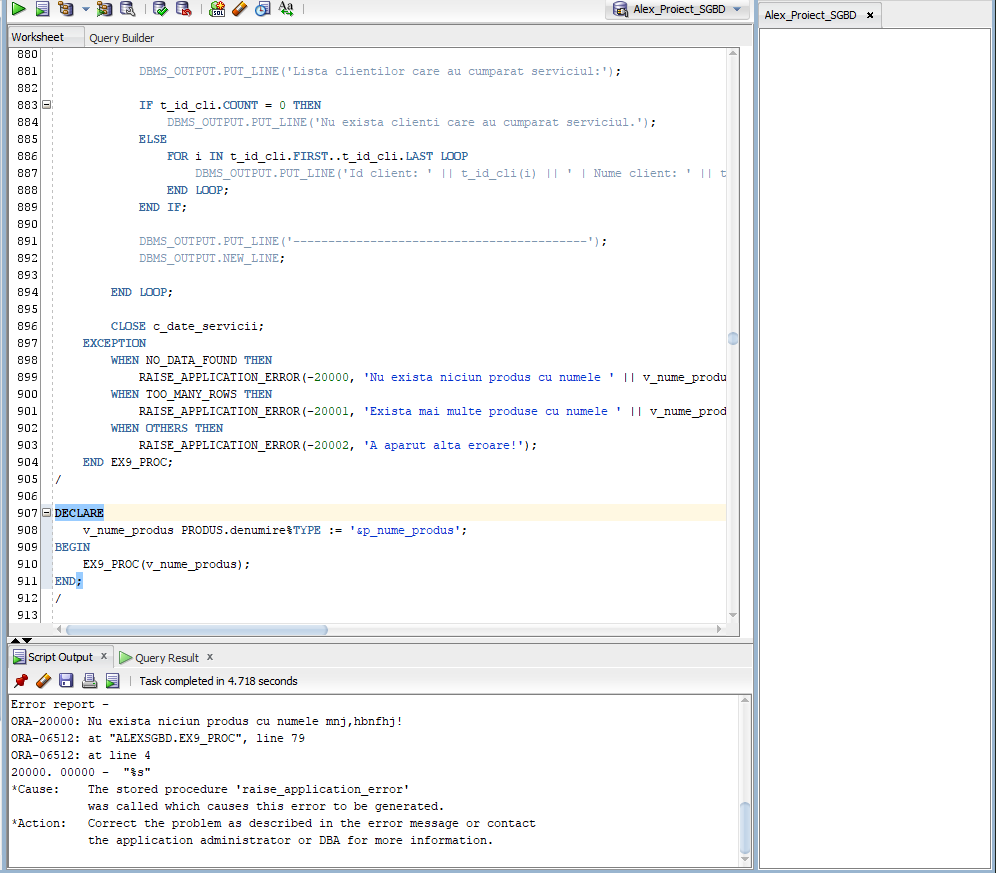 Alex_Proiect_SGBD
Alex_Proiect_SGBD
Worksheet Query Builder
880
881 DBMS_OUTPUT.PUT_LINE('Lista clientilor care au cumparat serviciul:');
882
883 IF t_id_cli.COUNT = 0 THEN
884 DBMS_OUTPUT.PUT_LINE('Nu exista clienti care au cumparat serviciul.');
885 ELSE
886 FOR i IN t_id_cli.FIRST..t_id_cli.LAST LOOP
887 DBMS_OUTPUT.PUT_LINE('Id client: ' || t_id_cli(i) || ' | Nume client: ' || t
888 END LOOP;
889 END IF;
890
891 DBMS_OUTPUT.PUT_LINE('------------------------------------------');
892 DBMS_OUTPUT.NEW_LINE;
893
894 END LOOP;
895
896 CLOSE c_date_servicii;
897 EXCEPTION
898 WHEN NO_DATA_FOUND THEN
899 RAISE_APPLICATION_ERROR(-20000, 'Nu exista niciun produs cu numele ' || v_nume_produ
900 WHEN TOO_MANY_ROWS THEN
901 RAISE_APPLICATION_ERROR(-20001, 'Exista mai multe produse cu numele ' || v_nume_prod
902 WHEN OTHERS THEN
903 RAISE_APPLICATION_ERROR(-20002, 'A aparut alta eroare!');
904 END EX9_PROC;
905 /
906
907 DECLARE
908 v_nume_produs PRODUS.denumire%TYPE := '&p_nume_produs';
909 BEGIN
910 EX9_PROC(v_nume_produs);
911 END;
912 /
913
Script Output x Query Result x
Task completed in 4.718 seconds
Error report -
ORA-20000: Nu exista niciun produs cu numele mnj,hbnfhj!
ORA-06512: at "ALEXSGBD.EX9_PROC", line 79
ORA-06512: at line 4
20000. 00000 - "%s"
*Cause: The stored procedure 'raise_application_error'
was called which causes this error to be generated.
*Action: Correct the problem as described in the error message or contact
the application administrator or DBA for more information.